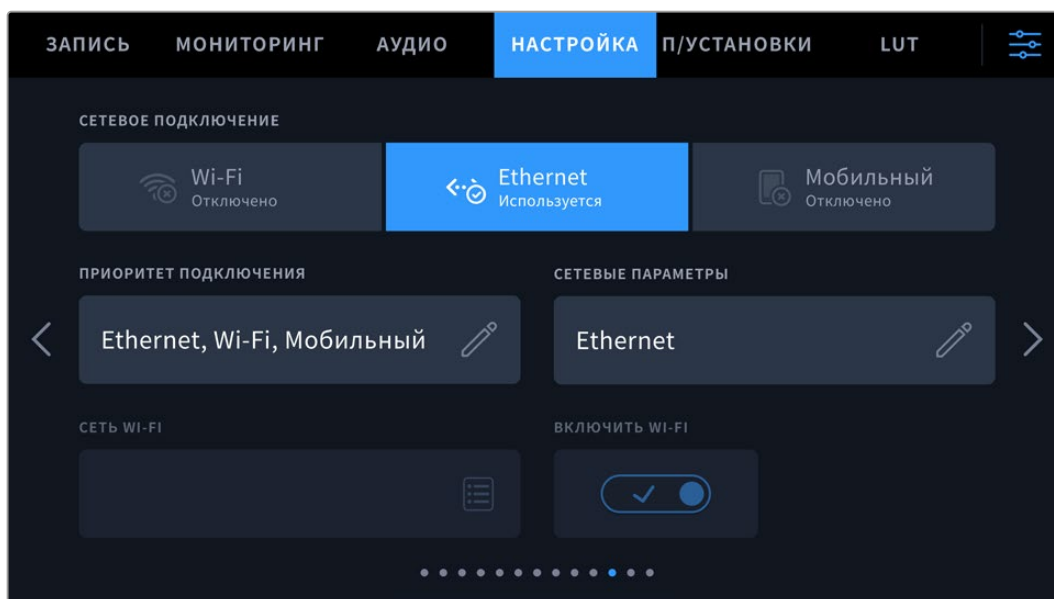 ЗАПИСЬ МОНИТОРИНГ АУДИО НАСТРОЙКА П/УСТАНОВКИ LUT
СЕТЕВОЕ ПОДКЛЮЧЕНИЕ
Wi-Fi
Отключено
Ethernet
Используется
Мобильный
Отключено
ПРИОРИТЕТ ПОДКЛЮЧЕНИЯ
Ethernet, Wi-Fi, Мобильный
СЕТЕВЫЕ ПАРАМЕТРЫ
Ethernet
СЕТЬ WI-FI
ВКЛЮЧИТЬ WI-FI